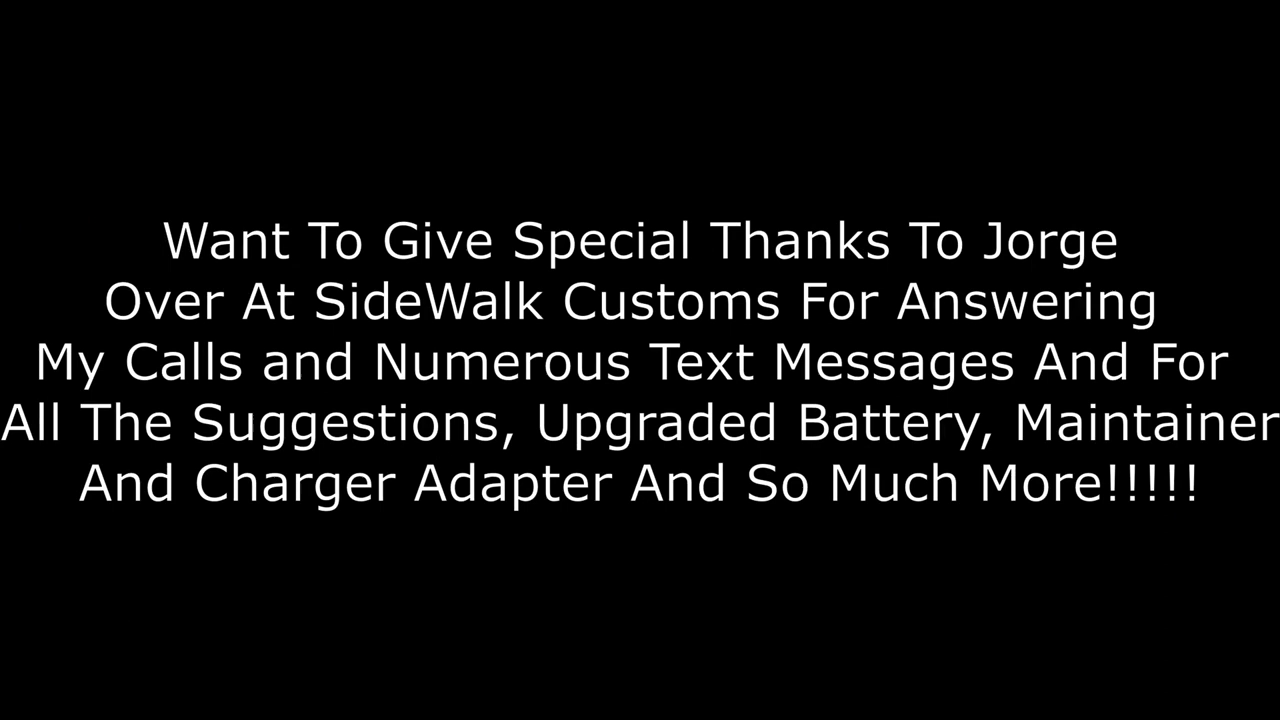 Want To Give Special Thanks To Jorge
Over At SideWalk Customs For Answering
My Calls and Numerous Text Messages And For
All The Suggestions, Upgraded Battery, Maintainer
And Charger Adapter And So Much More!!!!!